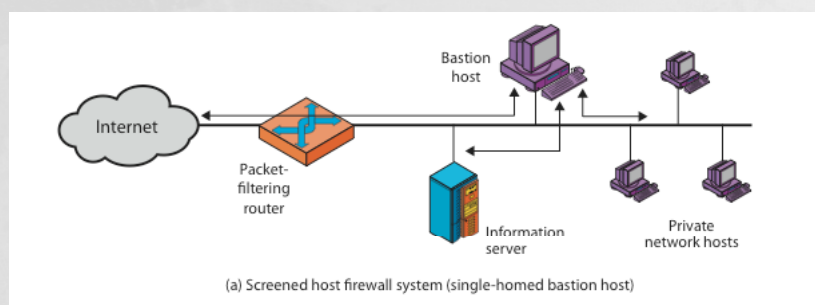 Bastion
host
Internet
Packet-
filtering
router
Information
server
Private
network hosts
(a) Screened host firewall system (single-homed bastion host)